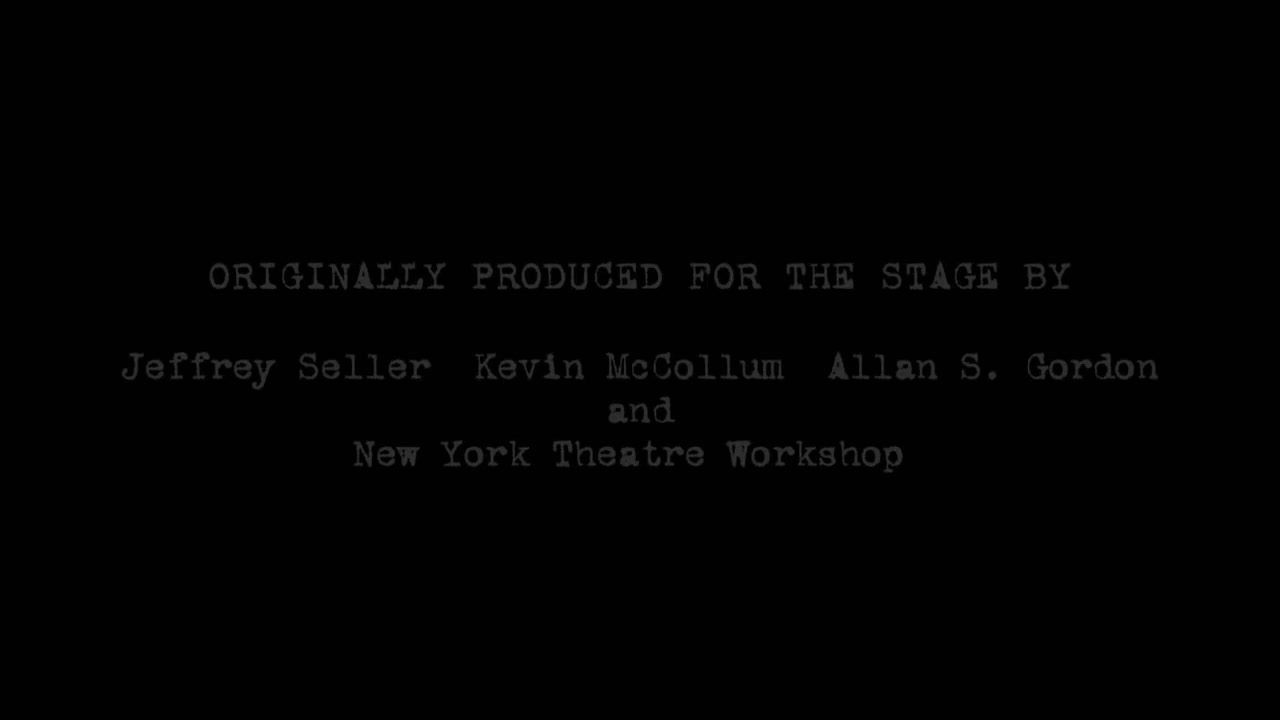 ORIGINALLY PRODUCED FOR THE STAGE BY
Jeffrey Seller Kevin McCollum Allan S. Gordon
and
New York Theatre Workshop